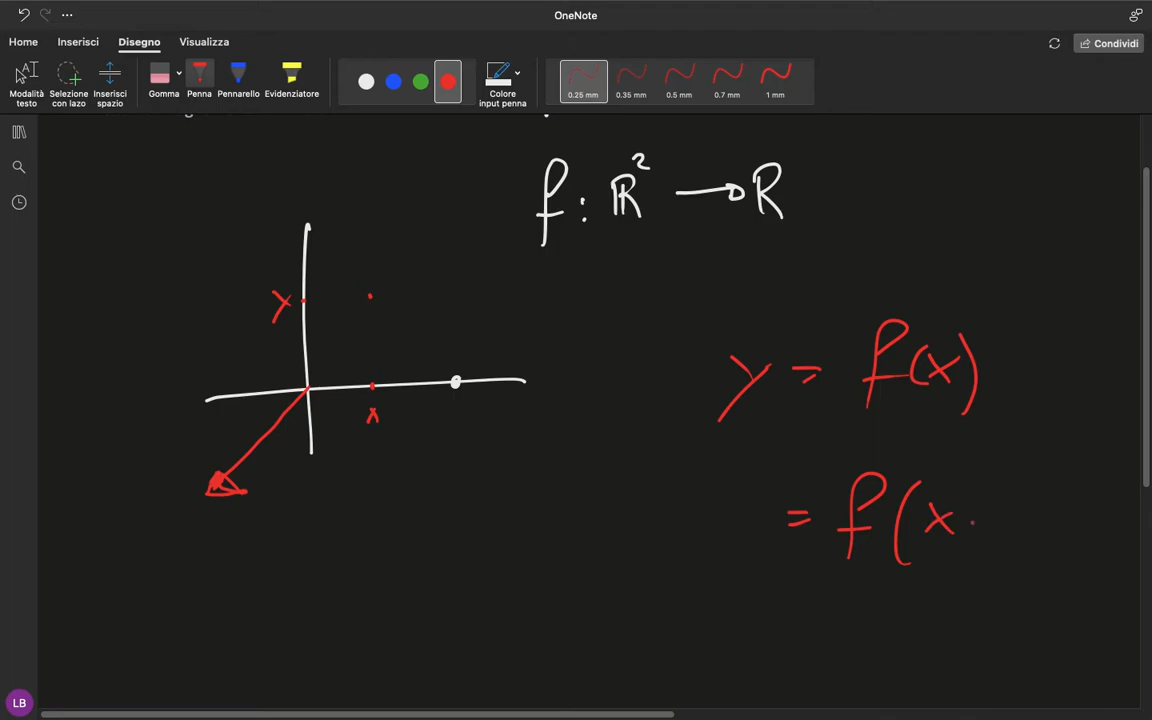 OneNote
Home Inserisci Disegno Visualizza
Condividi
Modalità testo Selezione con lazo Inserisci spazio Gomma Penna Pennarello Evidenziatore Colore input penna 0.25 mm 0.35 mm 0.5 mm 0.7 mm 1 mm
f: ℝ² → ℝ
y
x
y = f(x)
= f(x
LB